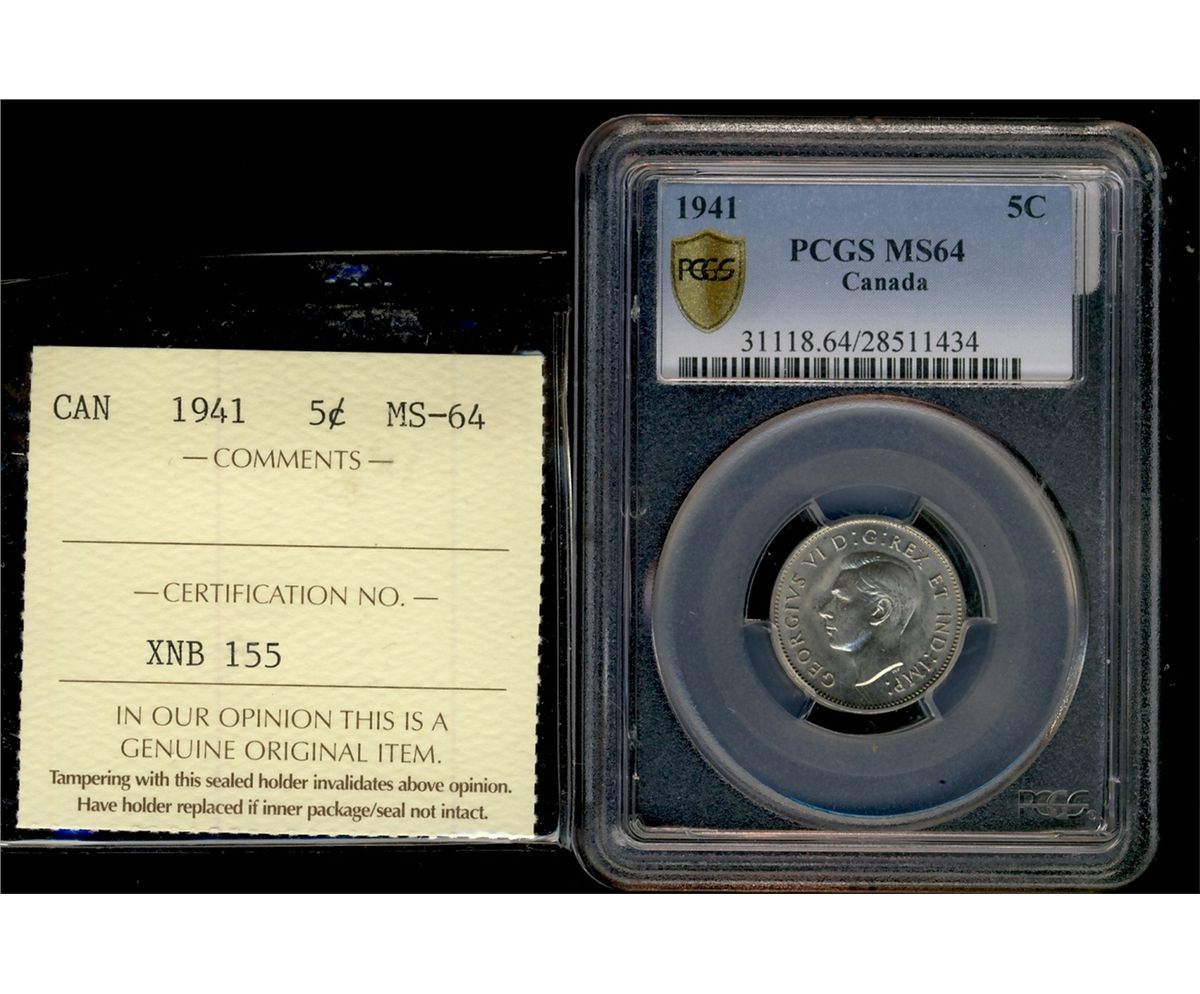 CAN 1941 5¢ MS-64
— COMMENTS —
— CERTIFICATION NO. —
XNB 155
IN OUR OPINION THIS IS A
GENUINE ORIGINAL ITEM.
Tampering with this sealed holder invalidates above opinion.
Have holder replaced if inner package/seal not intact.
1941 5C
PCGS
PCGS MS64
Canada
31118.64/28511434
GEORGIVS VI D:G:REX ET IND:IMP:
PCGS